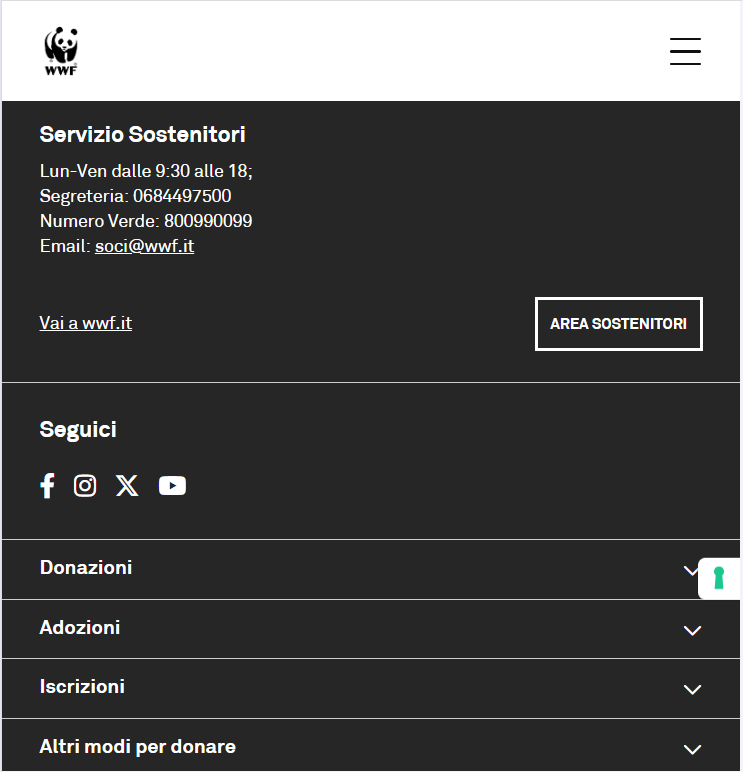 WWF
Servizio Sostenitori
Lun-Ven dalle 9:30 alle 18;
Segreteria: 0684497500
Numero Verde: 800990099
Email: soci@wwf.it
Vai a wwf.it
AREA SOSTENITORI
Seguici
Donazioni
Adozioni
Iscrizioni
Altri modi per donare